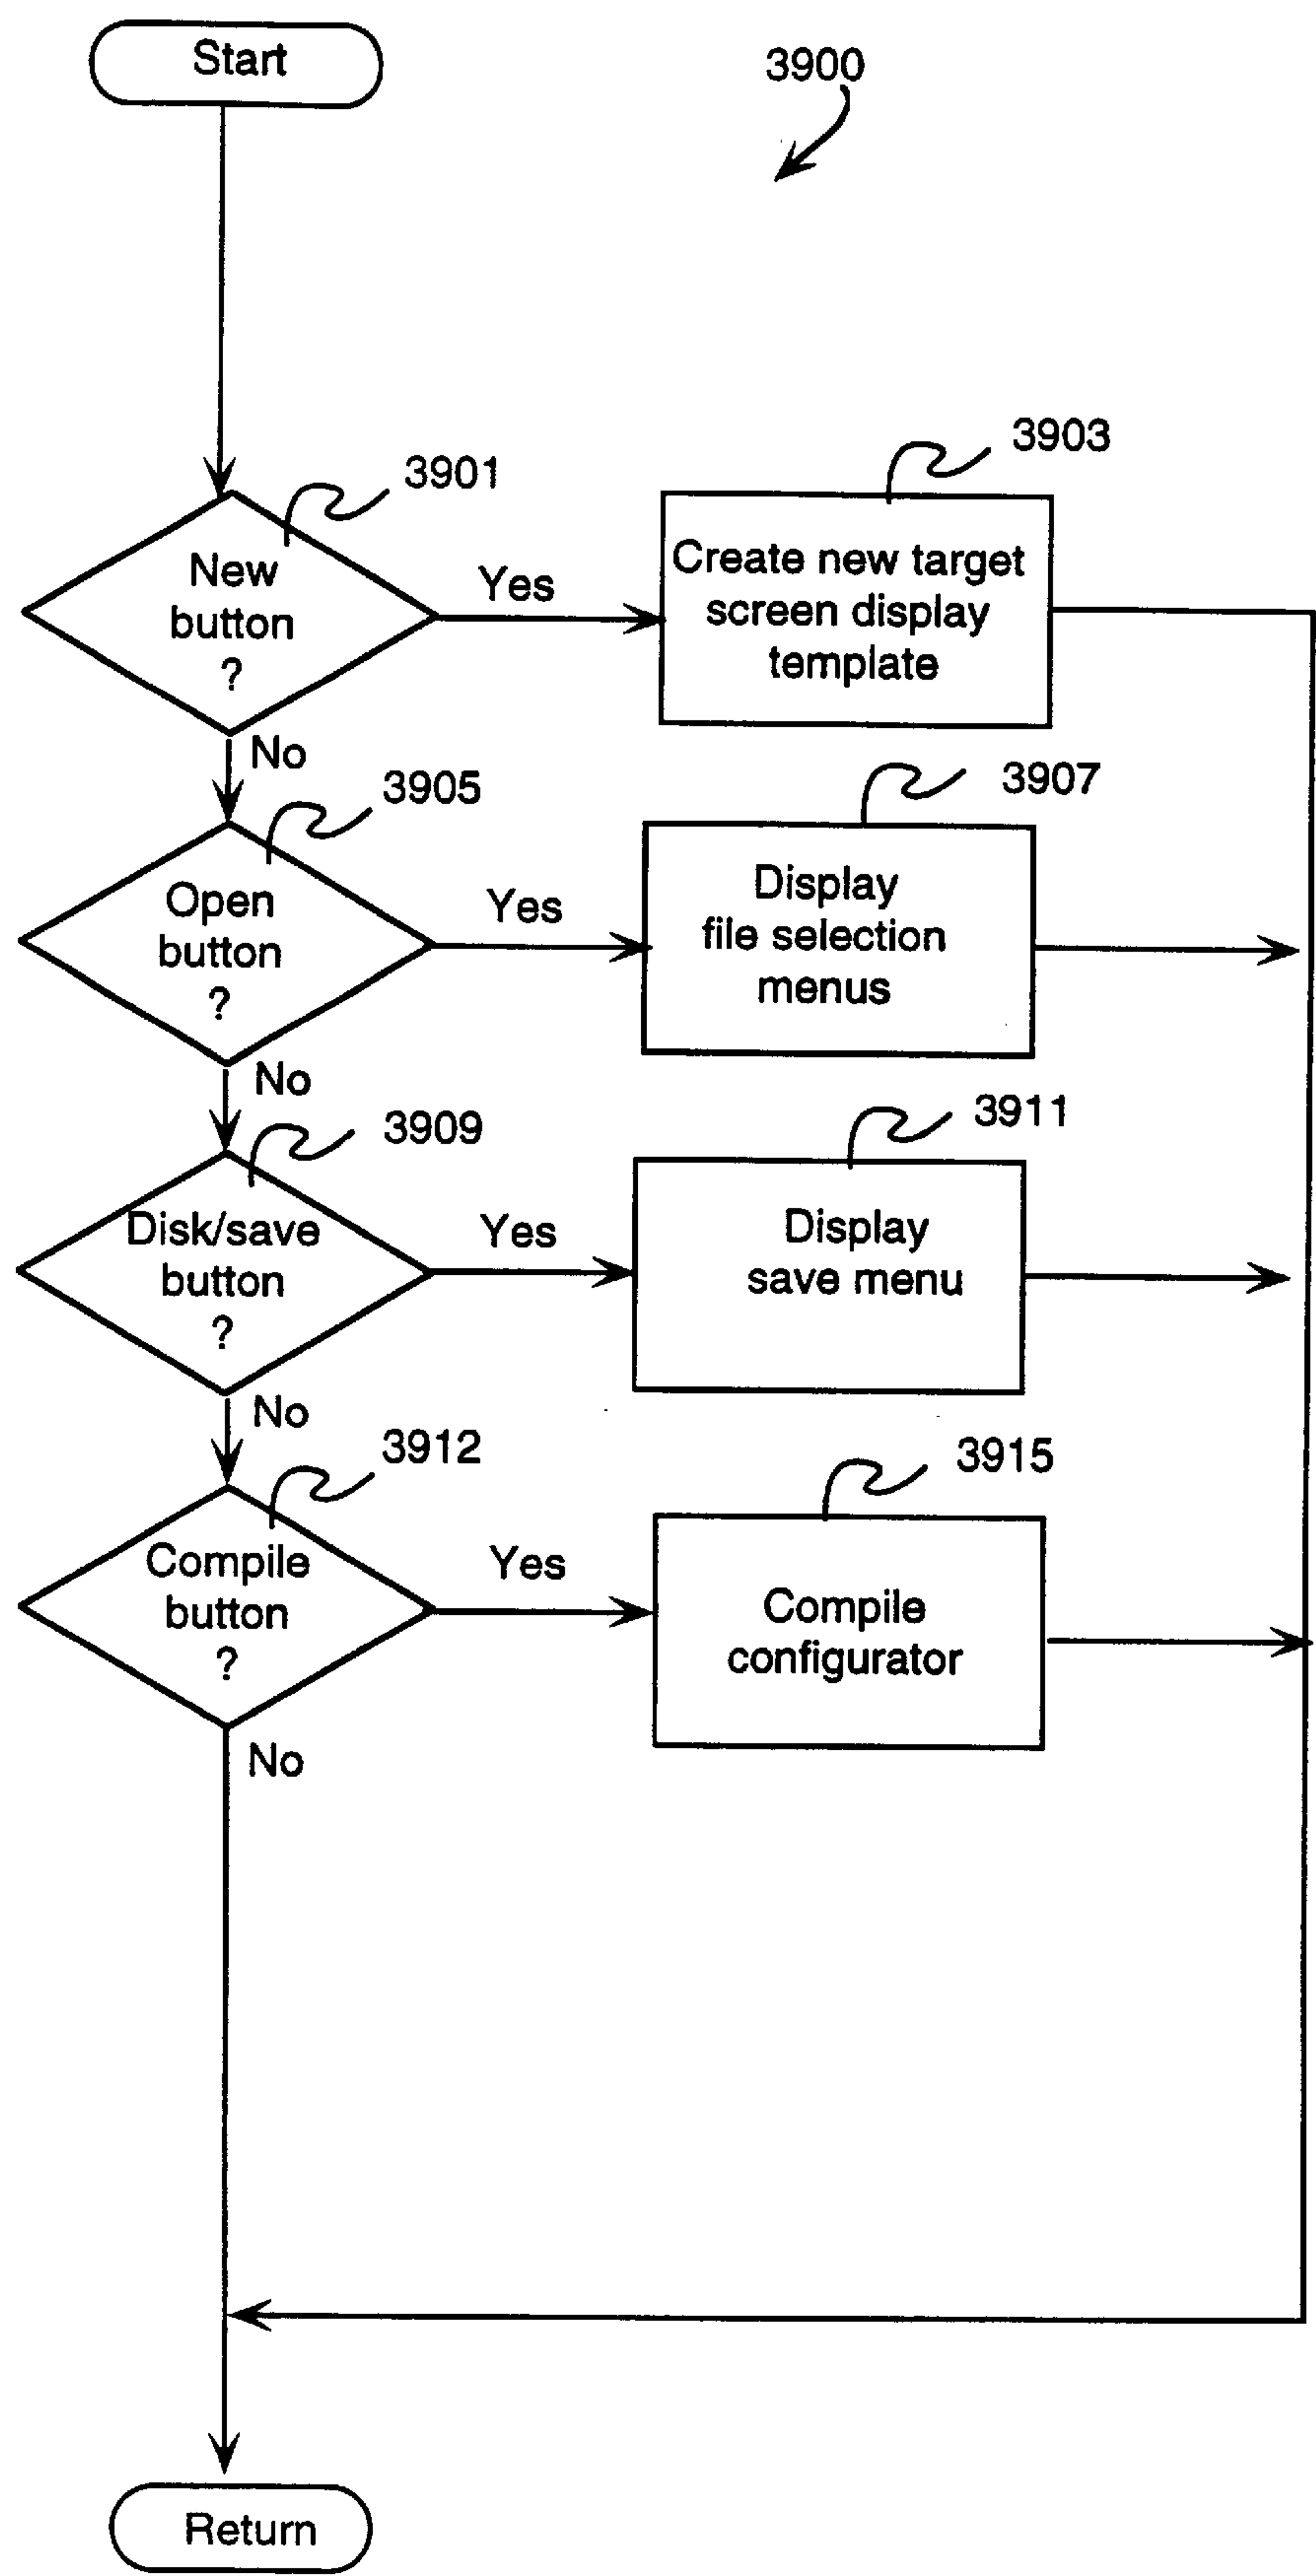 Start
3900
3901
New
button
?
Yes
3903
Create new target
screen display
template
No
3905
Open
button
?
Yes
3907
Display
file selection
menus
No
3909
Disk/save
button
?
Yes
3911
Display
save menu
No
3912
Compile
button
?
Yes
3915
Compile
configurator
No
Return